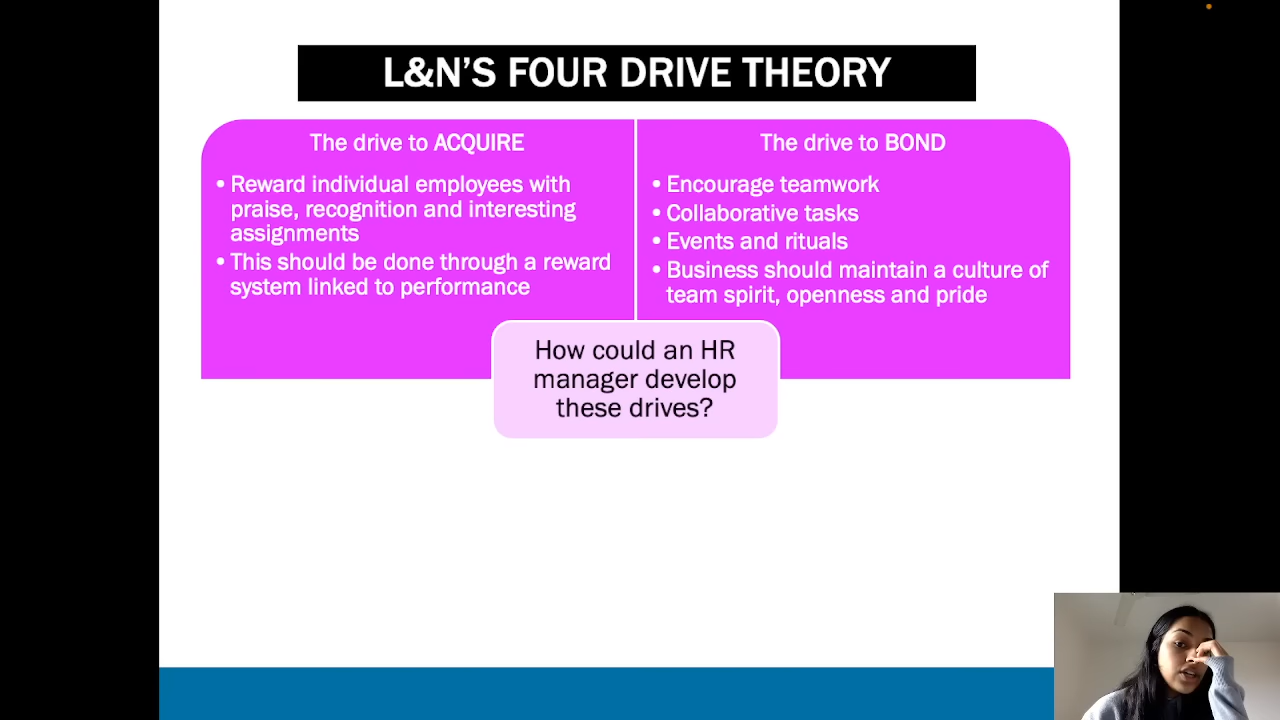 L&N'S FOUR DRIVE THEORY
The drive to ACQUIRE
• Reward individual employees with
praise, recognition and interesting
assignments
• This should be done through a reward
system linked to performance
The drive to BOND
• Encourage teamwork
• Collaborative tasks
• Events and rituals
• Business should maintain a culture of
team spirit, openness and pride
How could an HR
manager develop
these drives?